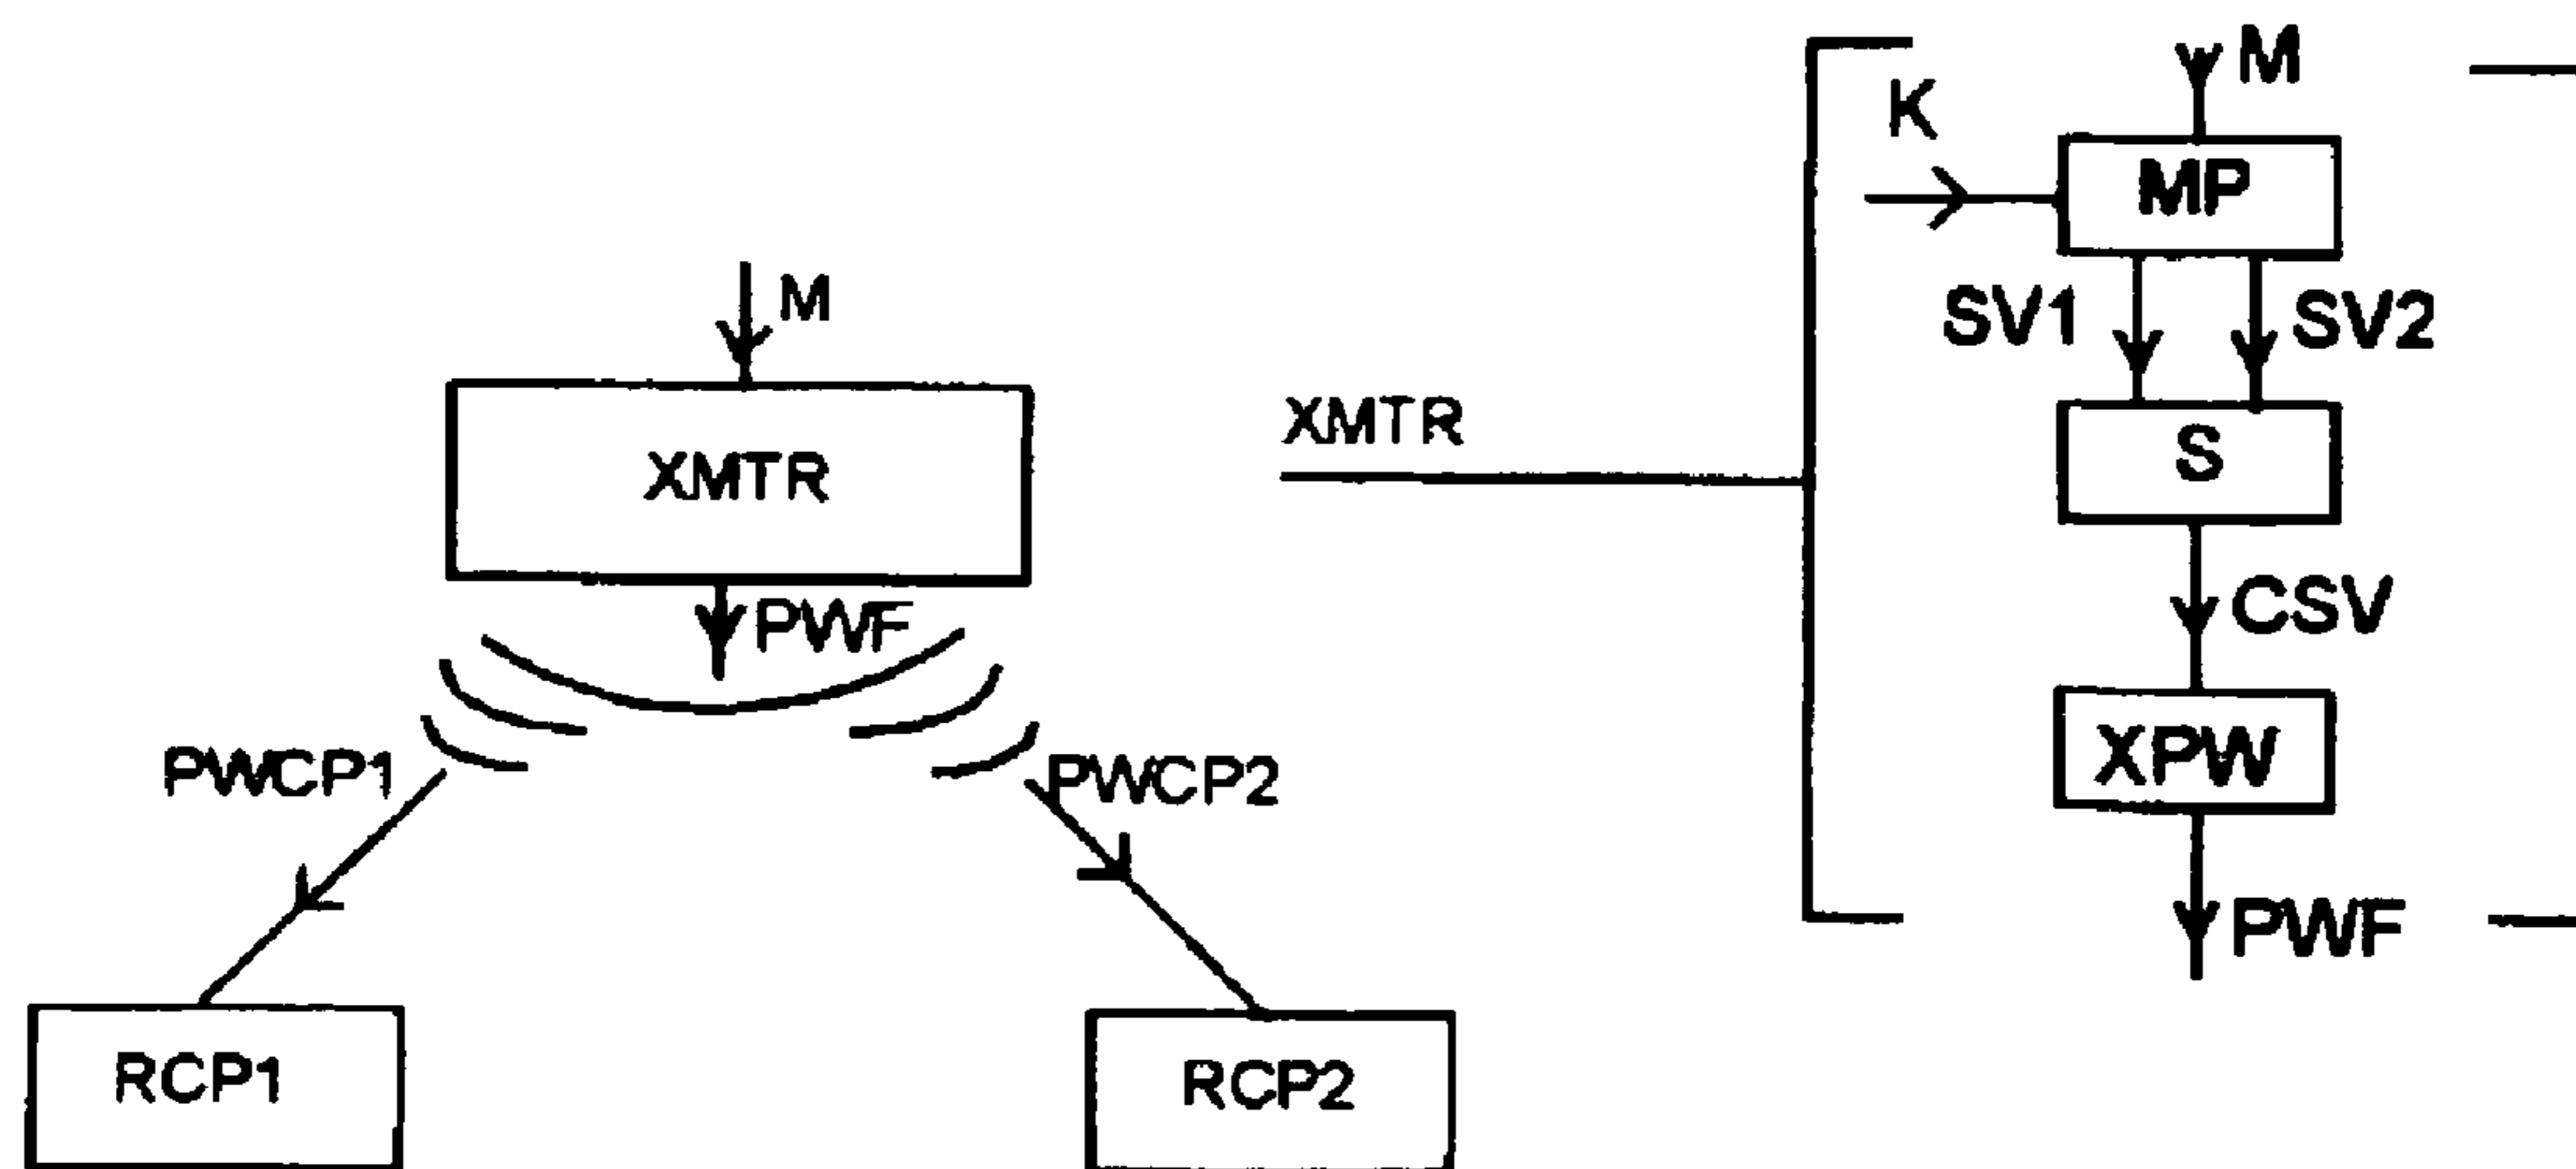 M
XMTR
PWF
PWCP1
PWCP2
RCP1
RCP2
XMTR
M
K
MP
SV1 SV2
S
CSV
XPW
PWF